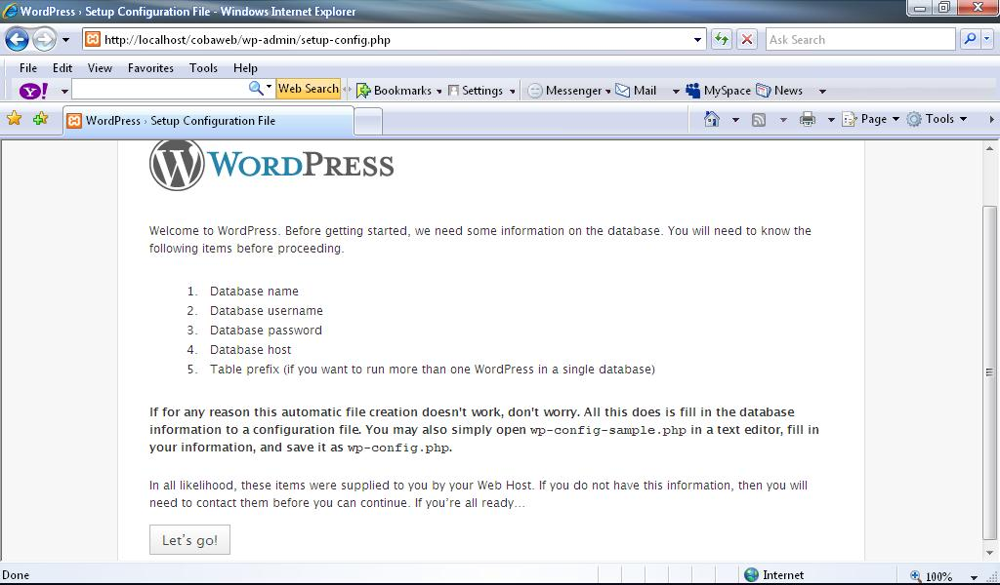 WordPress › Setup Configuration File - Windows Internet Explorer
http://localhost/cobaweb/wp-admin/setup-config.php
Ask Search
File Edit View Favorites Tools Help
Y! Web Search Bookmarks Settings Messenger Mail MySpace News
WordPress › Setup Configuration File
Page Tools
WORDPRESS
Welcome to WordPress. Before getting started, we need some information on the database. You will need to know the
following items before proceeding.
1. Database name
2. Database username
3. Database password
4. Database host
5. Table prefix (if you want to run more than one WordPress in a single database)
If for any reason this automatic file creation doesn't work, don't worry. All this does is fill in the database
information to a configuration file. You may also simply open wp-config-sample.php in a text editor, fill in
your information, and save it as wp-config.php.
In all likelihood, these items were supplied to you by your Web Host. If you do not have this information, then you will
need to contact them before you can continue. If you’re all ready…
Let’s go!
Done
Internet
100%